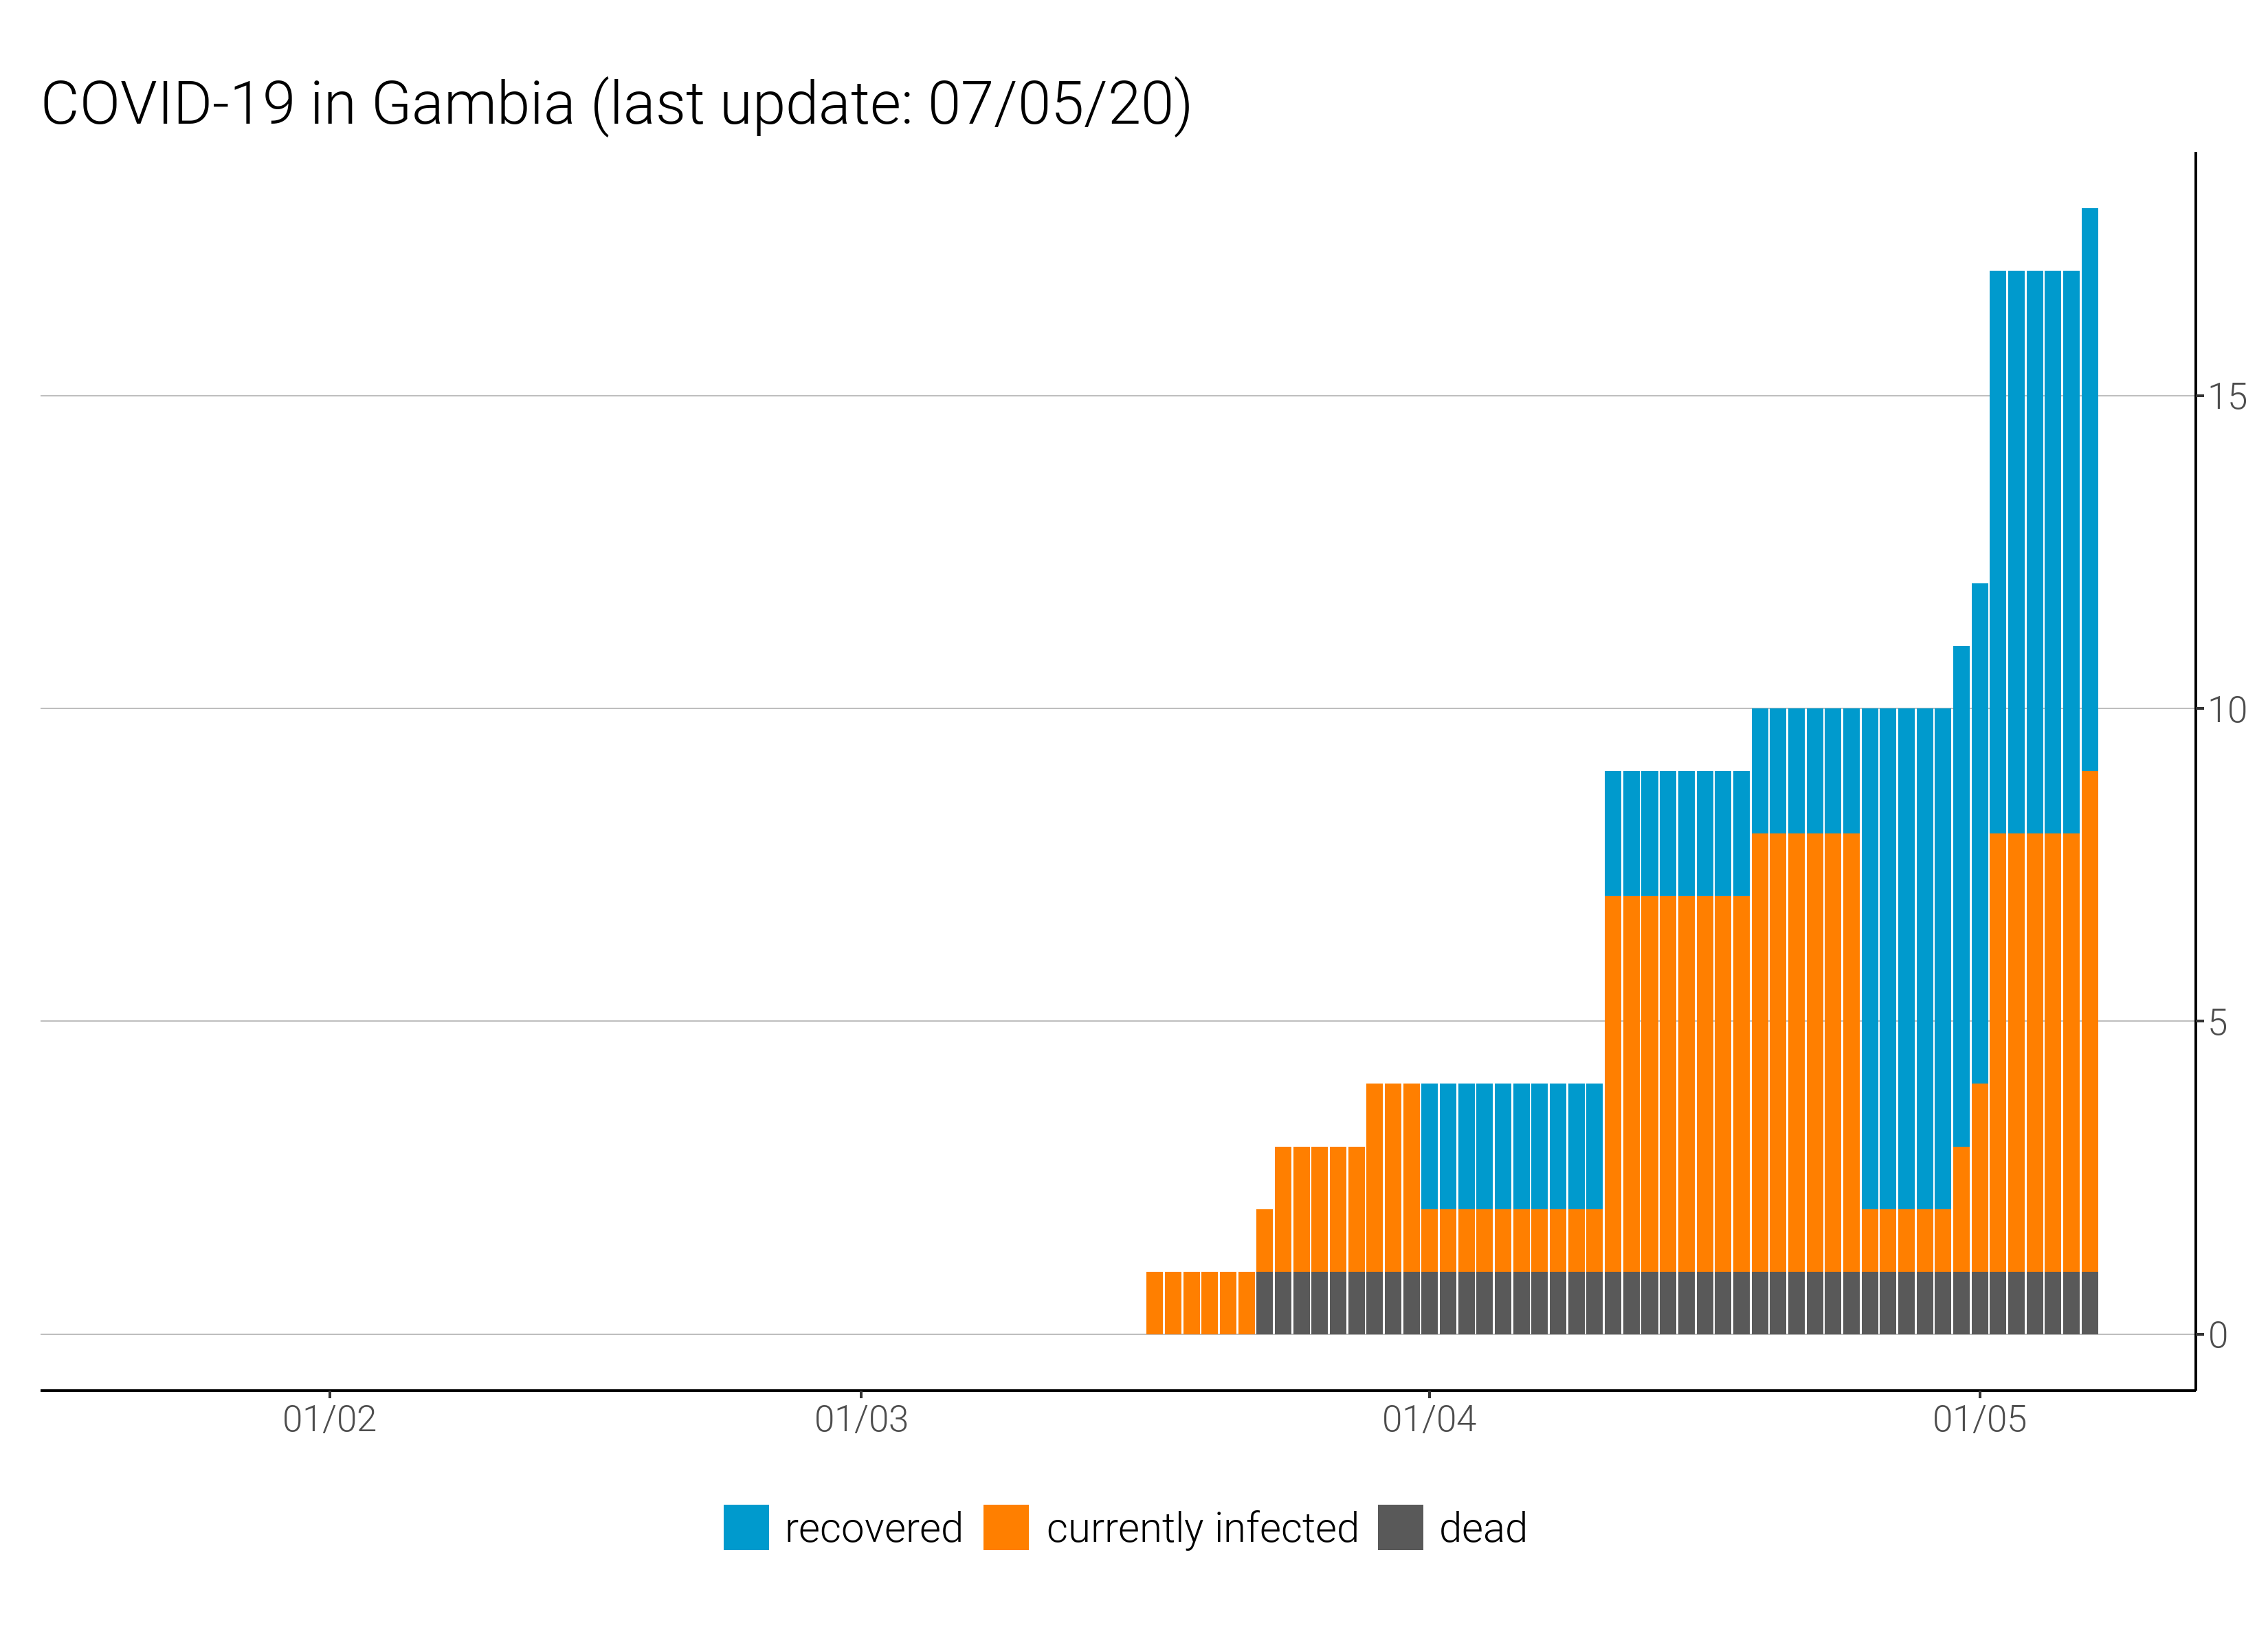 COVID-19 in Gambia (last update: 07/05/20)
15
10
5
0
01/02 01/03 01/04 01/05
recovered currently infected dead